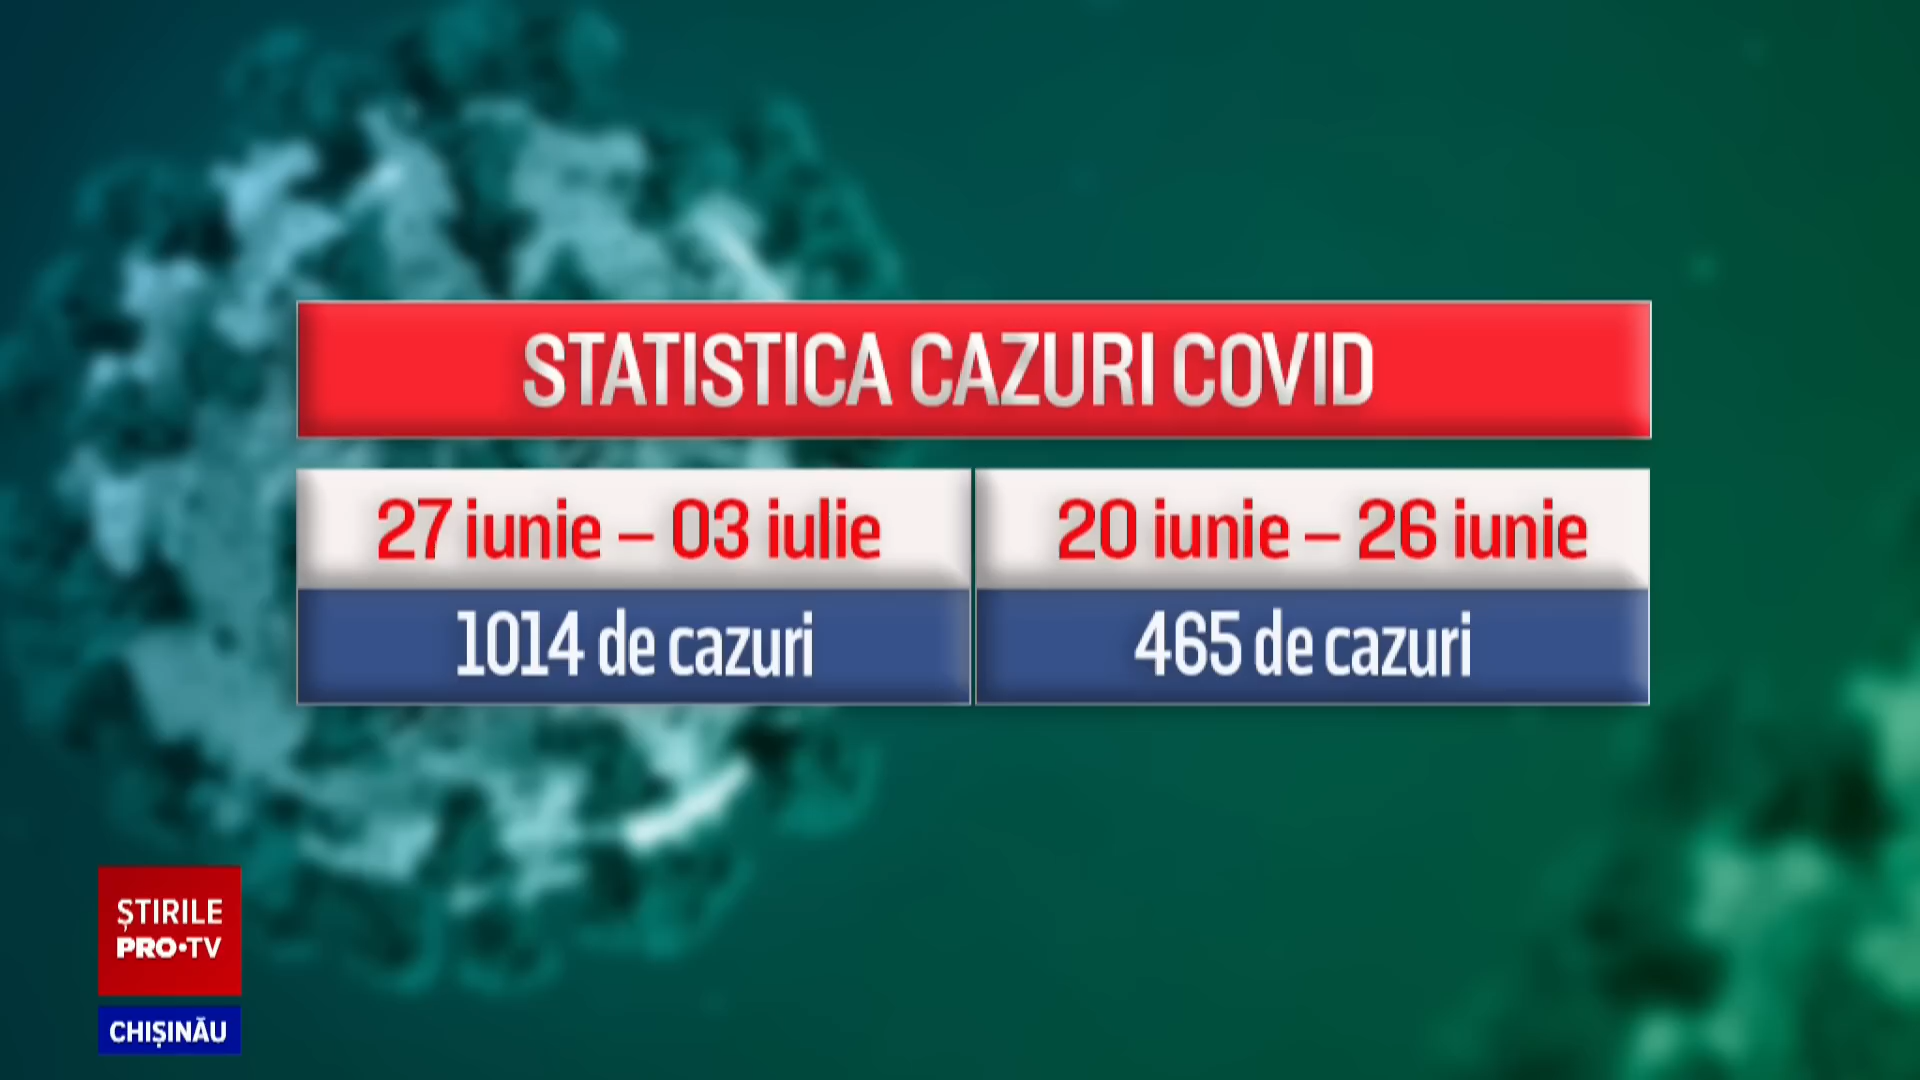 STATISTICA CAZURI COVID
27 iunie – 03 iulie
20 iunie – 26 iunie
1014 de cazuri
465 de cazuri
ȘTIRILE
PRO•TV
CHIȘINĂU